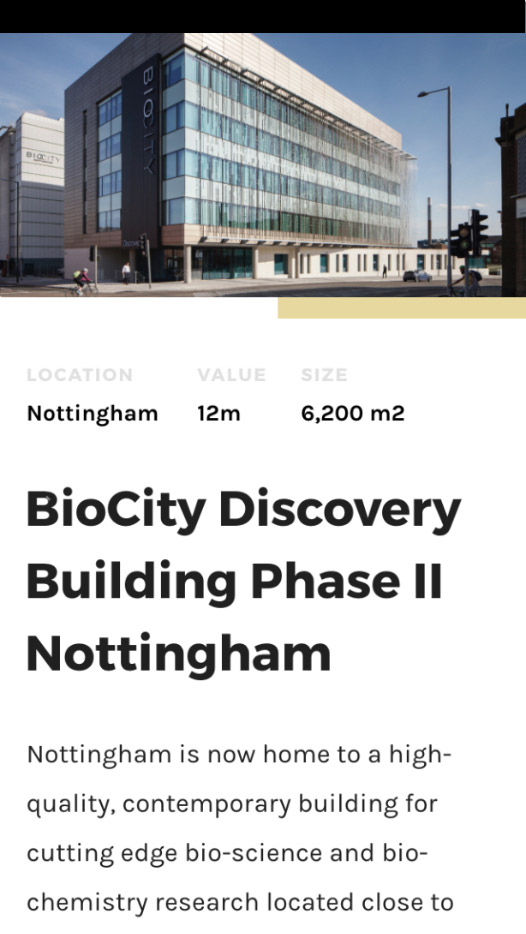 BIOCITY
BIOCITY
Discovery
LOCATION VALUE SIZE
Nottingham 12m 6,200 m2
BioCity Discovery
Building Phase II
Nottingham
Nottingham is now home to a high-
quality, contemporary building for
cutting edge bio-science and bio-
chemistry research located close to